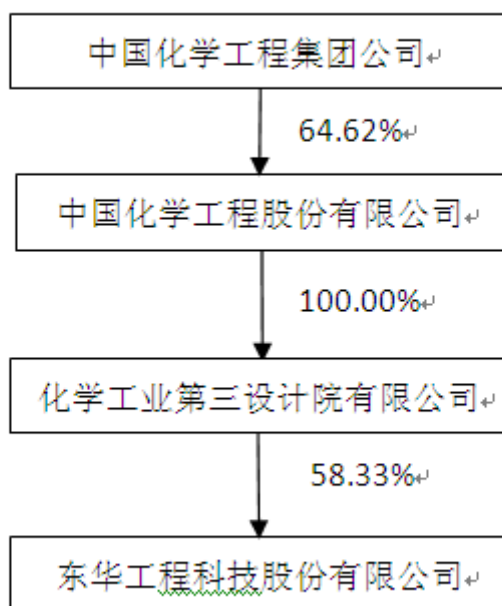 中国化学工程集团公司
64.62%
中国化学工程股份有限公司
100.00%
化学工业第三设计院有限公司
58.33%
东华工程科技股份有限公司